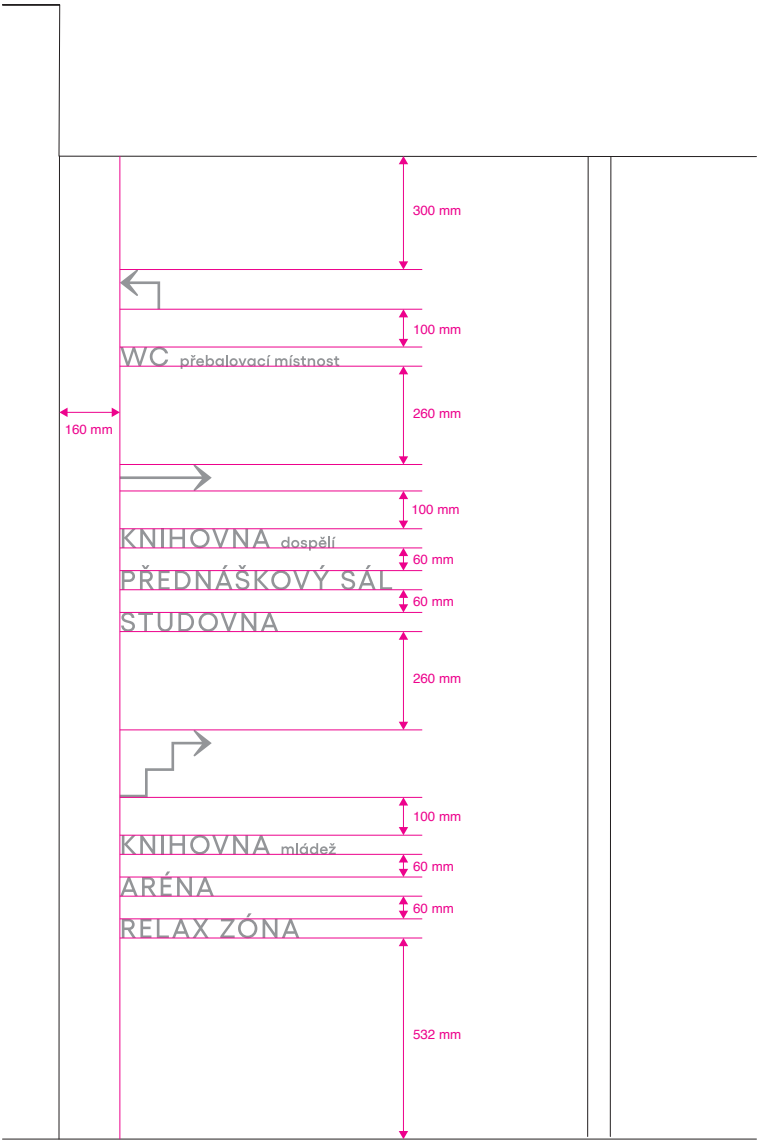 300 mm
100 mm
WC přebalovací místnost
260 mm
160 mm
100 mm
KNIHOVNA dospělí
60 mm
PŘEDNÁŠKOVÝ SÁL
60 mm
STUDOVNA
260 mm
100 mm
KNIHOVNA mládež
60 mm
ARÉNA
60 mm
RELAX ZÓNA
532 mm